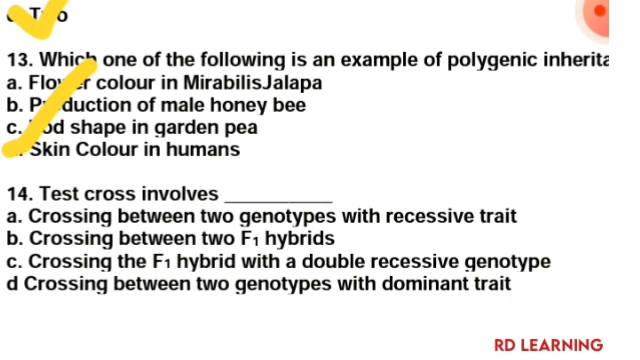 13. Which one of the following is an example of polygenic
a. Flower colour in MirabilisJalapa
b. Production of male honey bee
c. Pod shape in garden pea
Skin Colour in humans
14. Test cross involves ____________
a. Crossing between two genotypes with recessive trait
b. Crossing between two F₁ hybrids
c. Crossing the F₁ hybrid with a double recessive genotype
d Crossing between two genotypes with dominant trait
RD LEARNING